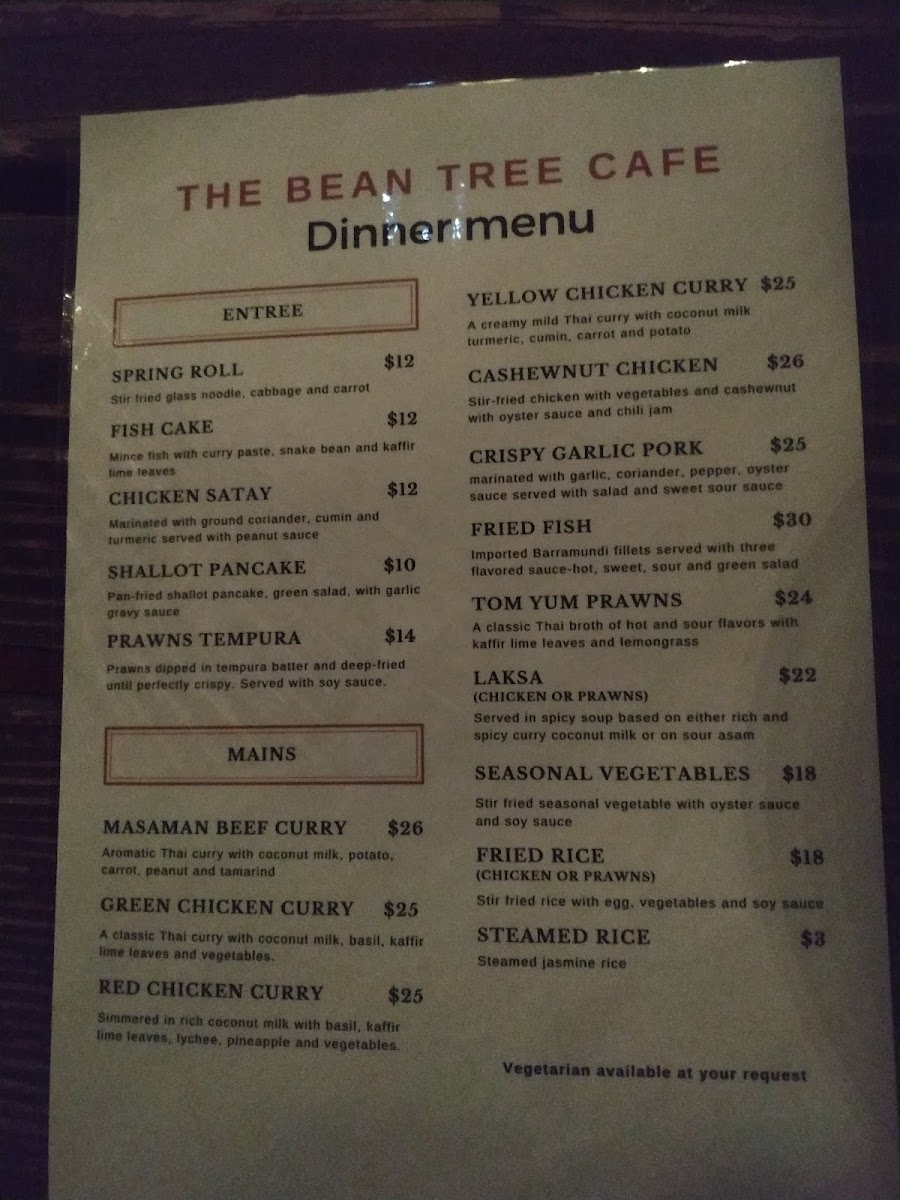 THE BEAN TREE CAFE
Dinner menu
ENTREE
SPRING ROLL $12
Stir fried glass noodle, cabbage and carrot
FISH CAKE $12
Mince fish with curry paste, snake bean and kaffir
lime leaves
CHICKEN SATAY $12
Marinated with ground coriander, cumin and
turmeric served with peanut sauce
SHALLOT PANCAKE $10
Pan-fried shallot pancake, green salad, with garlic
gravy sauce
PRAWNS TEMPURA $14
Prawns dipped in tempura batter and deep-fried
until perfectly crispy. Served with soy sauce.
MAINS
MASAMAN BEEF CURRY $26
Aromatic Thai curry with coconut milk, potato,
carrot, peanut and tamarind
GREEN CHICKEN CURRY $25
A classic Thai curry with coconut milk, basil, kaffir
lime leaves and vegetables.
RED CHICKEN CURRY $25
Simmered in rich coconut milk with basil, kaffir
lime leaves, lychee, pineapple and vegetables.
YELLOW CHICKEN CURRY $25
A creamy mild Thai curry with coconut milk
turmeric, cumin, carrot and potato
CASHEWNUT CHICKEN $26
Stir-fried chicken with vegetables and cashewnut
with oyster sauce and chili jam
CRISPY GARLIC PORK $25
marinated with garlic, coriander, pepper, oyster
sauce served with salad and sweet sour sauce
FRIED FISH $30
Imported Barramundi fillets served with three
flavored sauce-hot, sweet, sour and green salad
TOM YUM PRAWNS $24
A classic Thai broth of hot and sour flavors with
kaffir lime leaves and lemongrass
LAKSA $22
(CHICKEN OR PRAWNS)
Served in spicy soup based on either rich and
spicy curry coconut milk or on sour asam
SEASONAL VEGETABLES $18
Stir fried seasonal vegetable with oyster sauce
and soy sauce
FRIED RICE $18
(CHICKEN OR PRAWNS)
Stir fried rice with egg, vegetables and soy sauce
STEAMED RICE $3
Steamed jasmine rice
Vegetarian available at your request